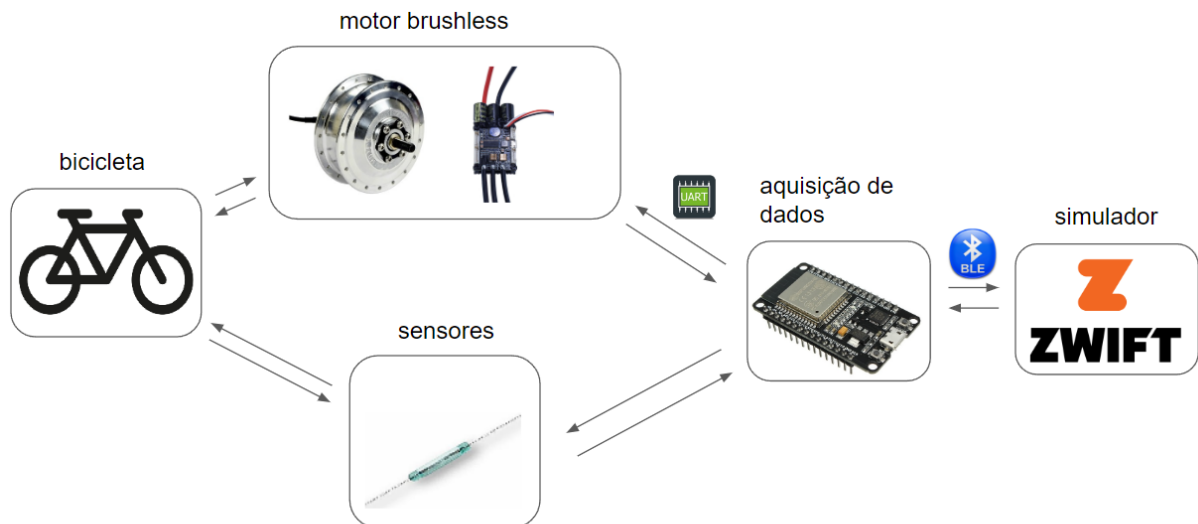 motor brushless
bicicleta
UART
aquisição de
dados
simulador
BLE
sensores
ZWIFT